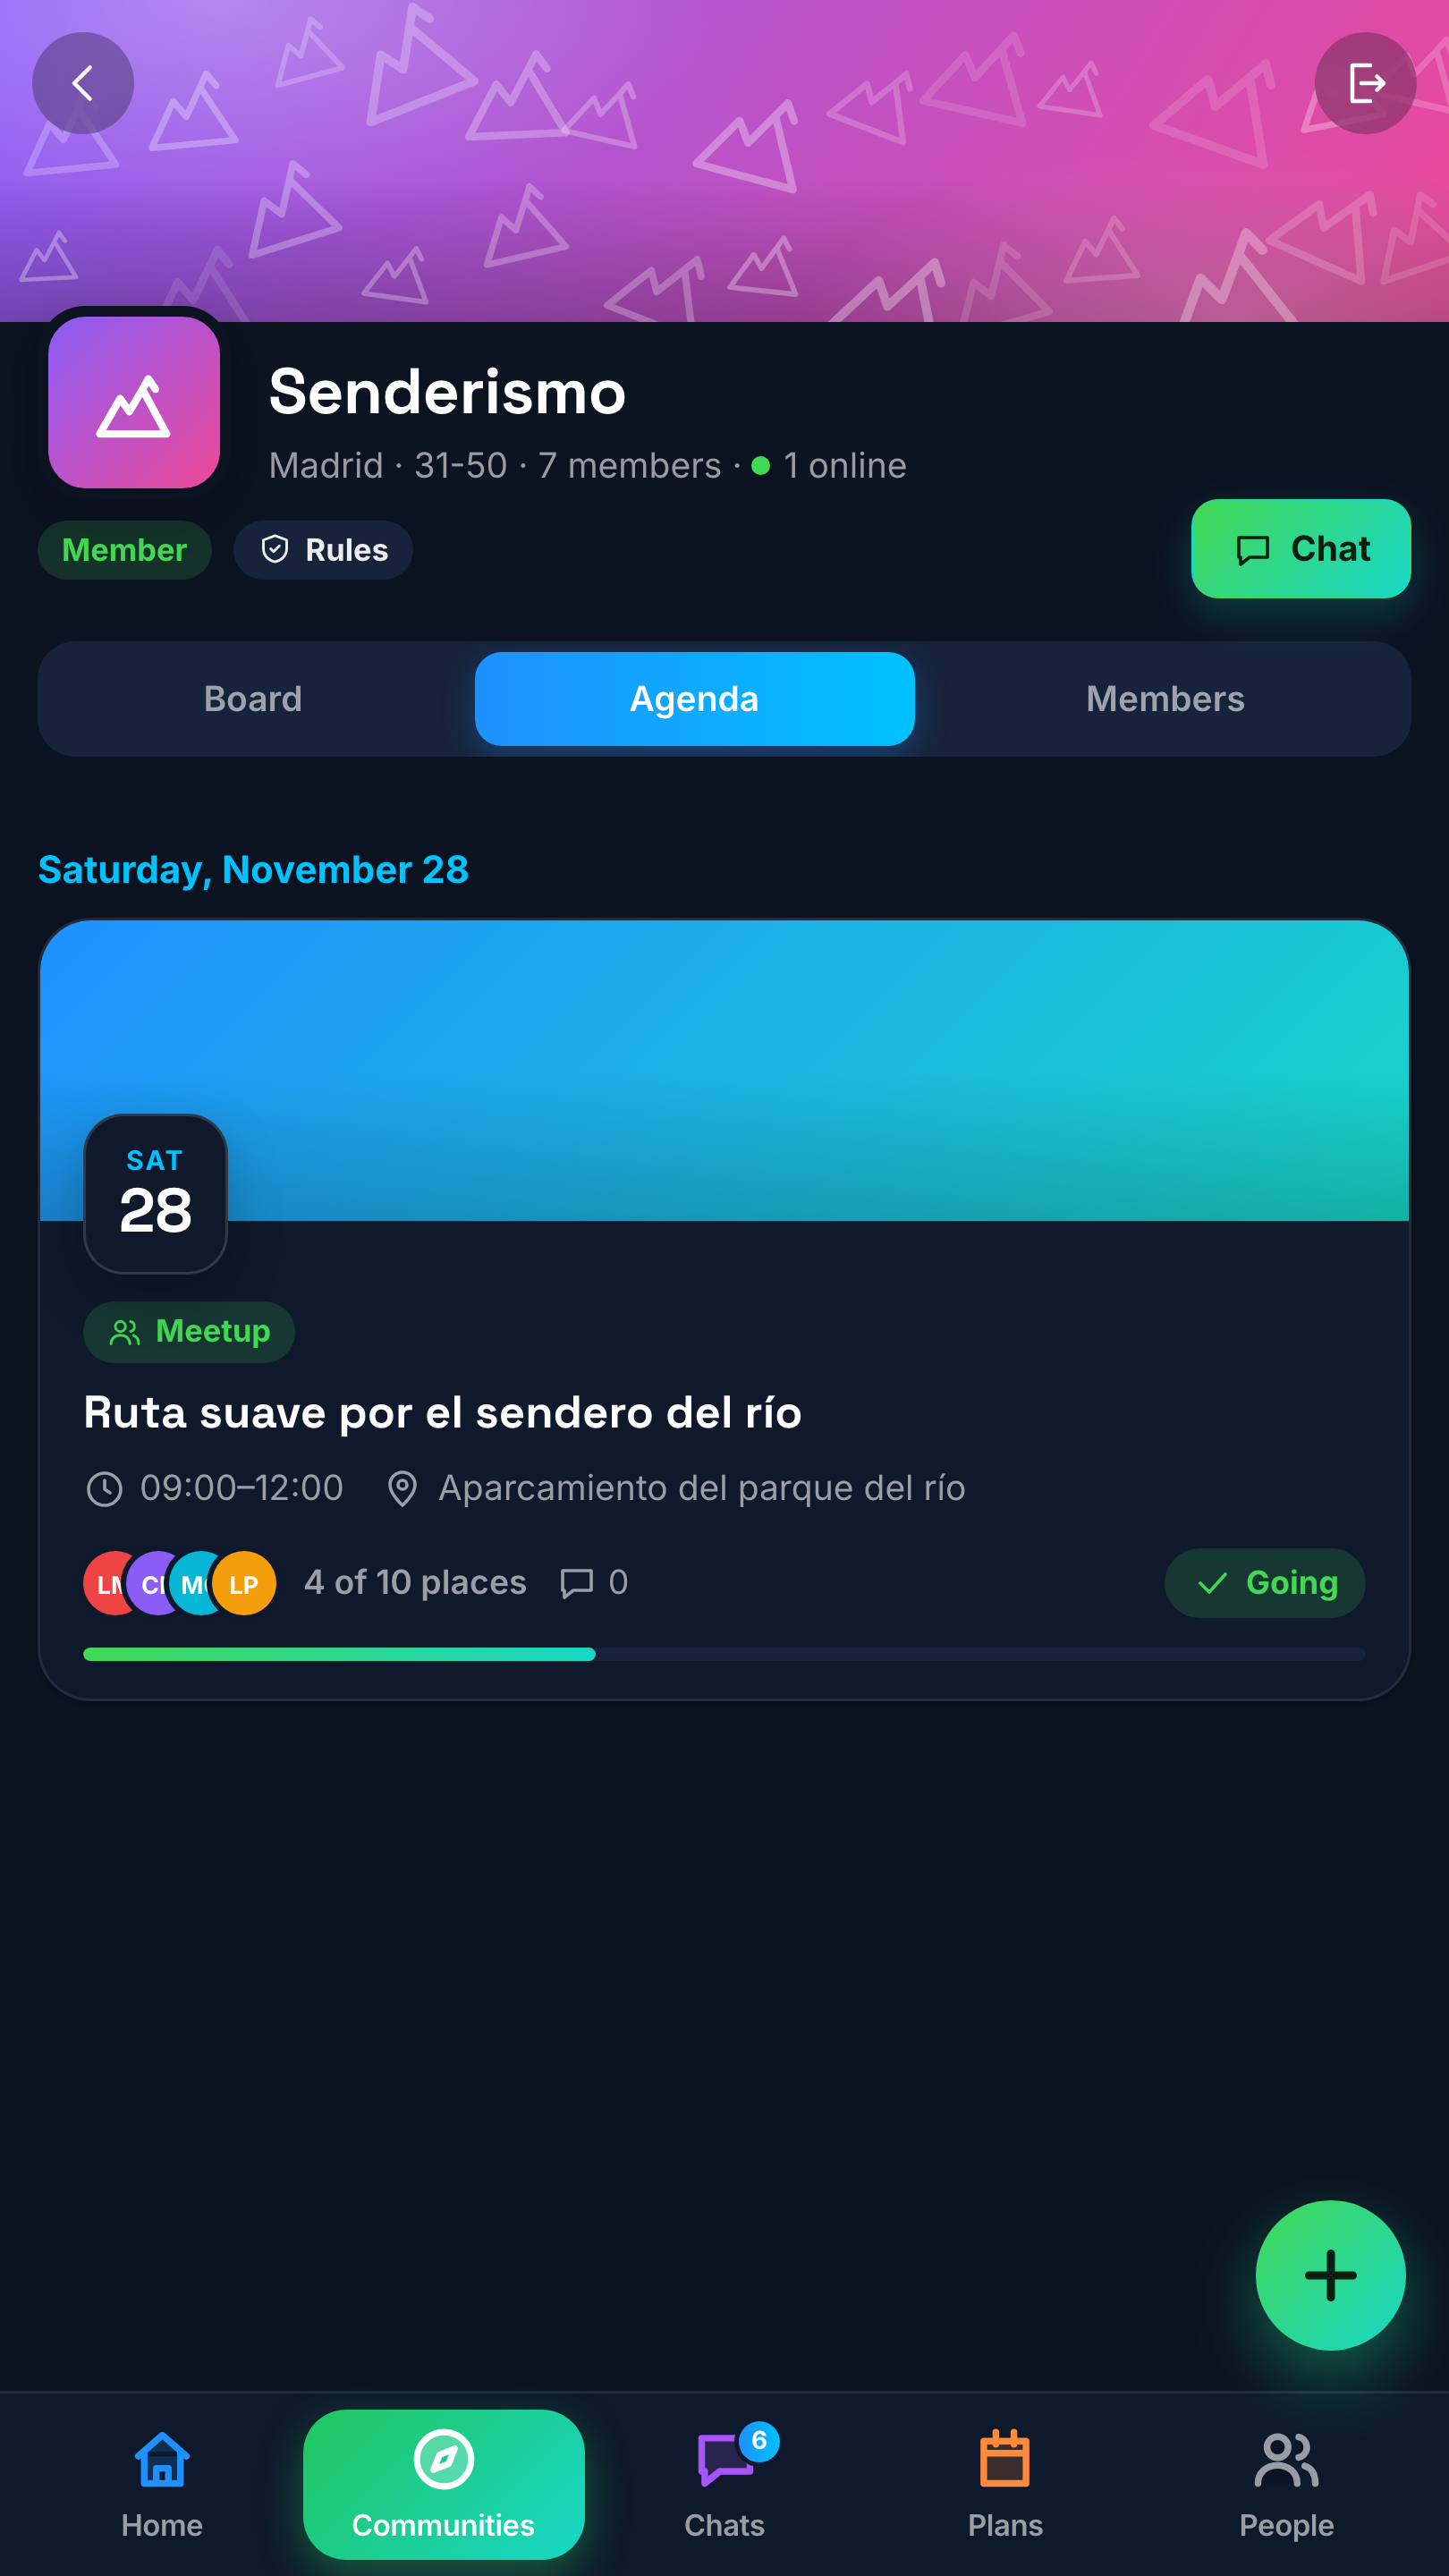 Senderismo
Madrid · 31-50 · 7 members · 1 online
Member
Rules
Chat
Board
Agenda
Members
Saturday, November 28
SAT
28
Meetup
Ruta suave por el sendero del río
09:00–12:00 Aparcamiento del parque del río
LP 4 of 10 places 0
Going
6
Home
Communities
Chats
Plans
People